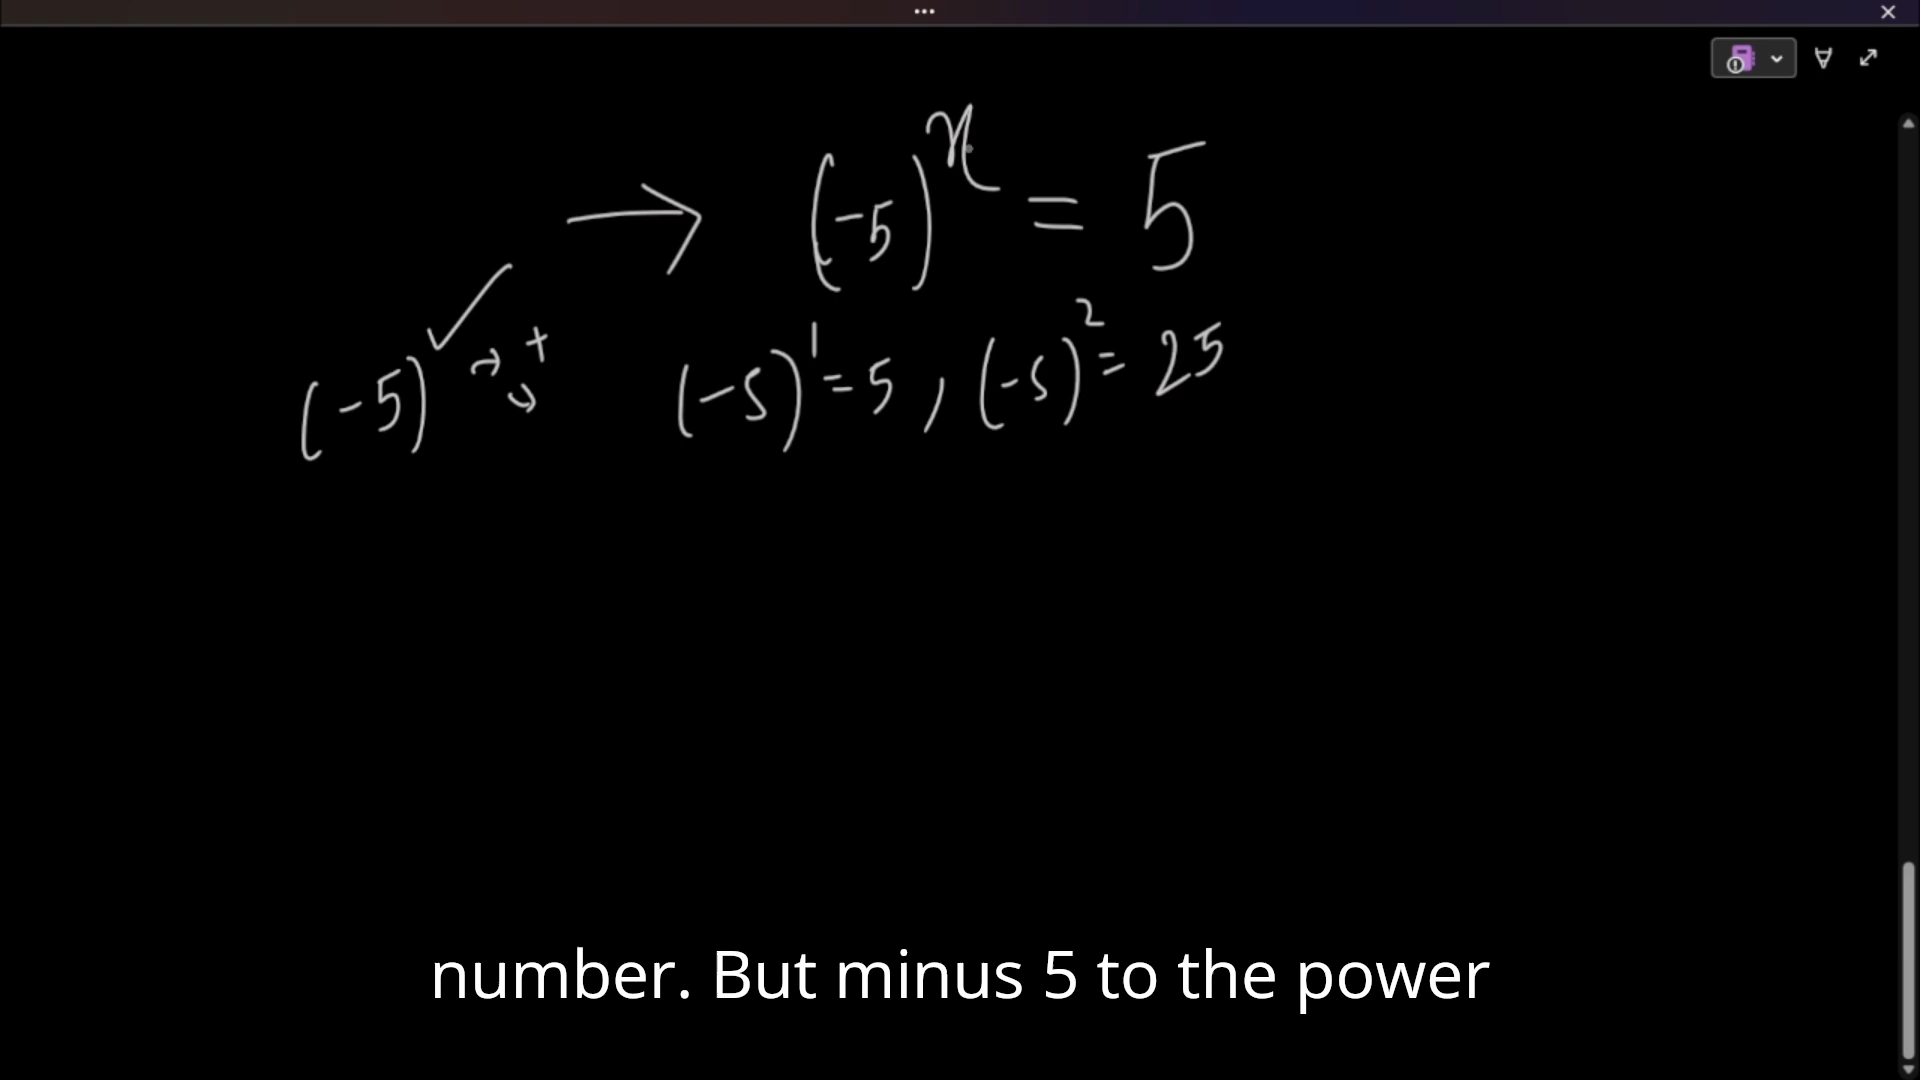 → (-5)^x = 5
(-5)^✓ → +
(-5)^1 = 5, (-5)^2 = 25
number. But minus 5 to the power